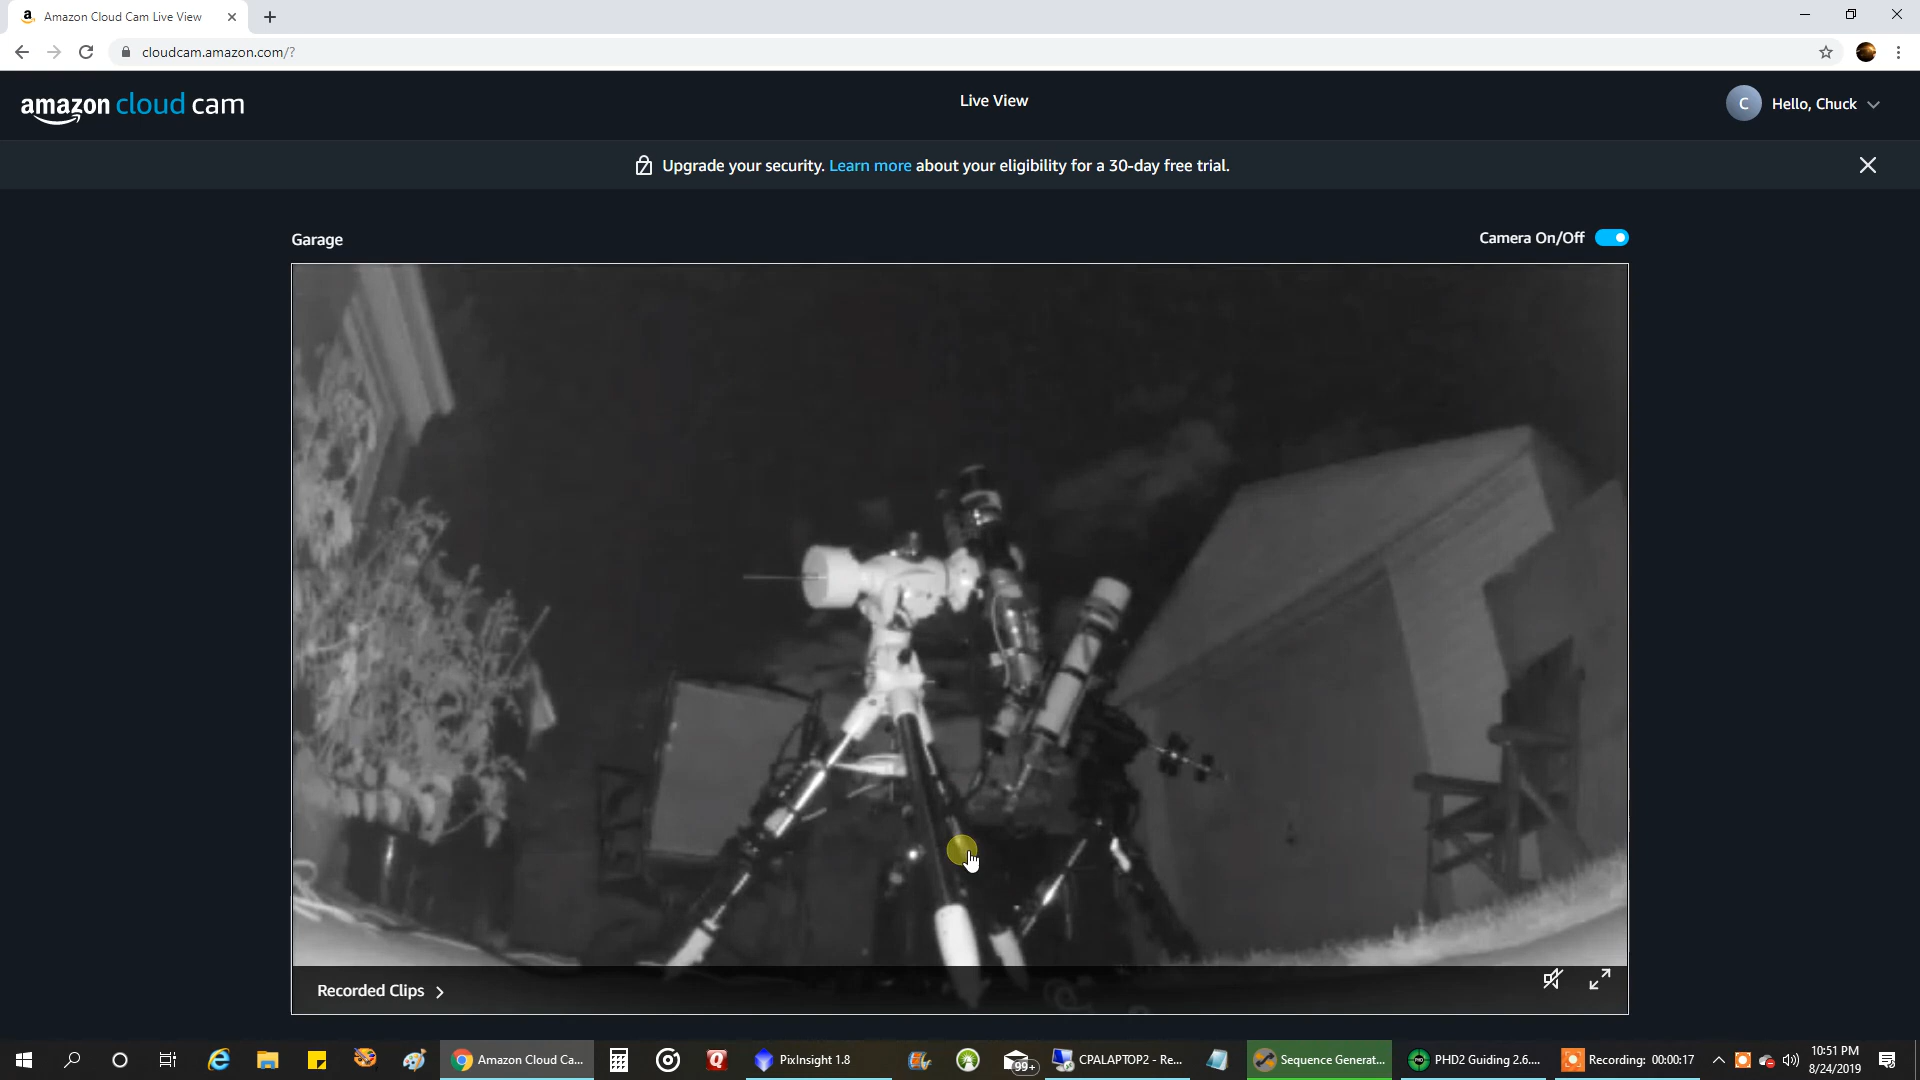 Amazon Cloud Cam Live View
cloudcam.amazon.com/?
amazon cloud cam
Live View
C
Hello, Chuck
Upgrade your security. Learn more about your eligibility for a 30-day free trial.
Garage
Camera On/Off
Recorded Clips
Amazon Cloud Ca...
PixInsight 1.8
99+
CPALAPTOP2 - Re...
Sequence Generat...
PHD2 Guiding 2.6....
Recording: 00:00:17
10:51 PM
8/24/2019